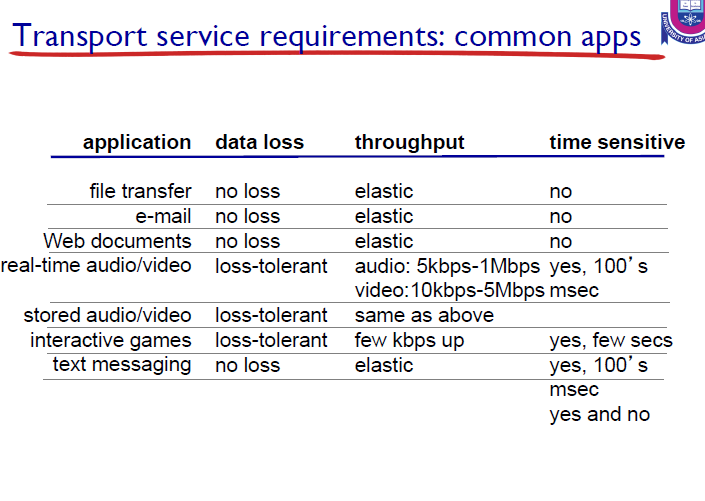 Transport service requirements: common apps
UNIVERSITY OF
application data loss throughput time sensitive
file transfer no loss elastic no
e-mail no loss elastic no
Web documents no loss elastic no
real-time audio/video loss-tolerant audio: 5kbps-1Mbps yes, 100's
video:10kbps-5Mbps msec
stored audio/video loss-tolerant same as above
interactive games loss-tolerant few kbps up yes, few secs
text messaging no loss elastic yes, 100's
msec
yes and no